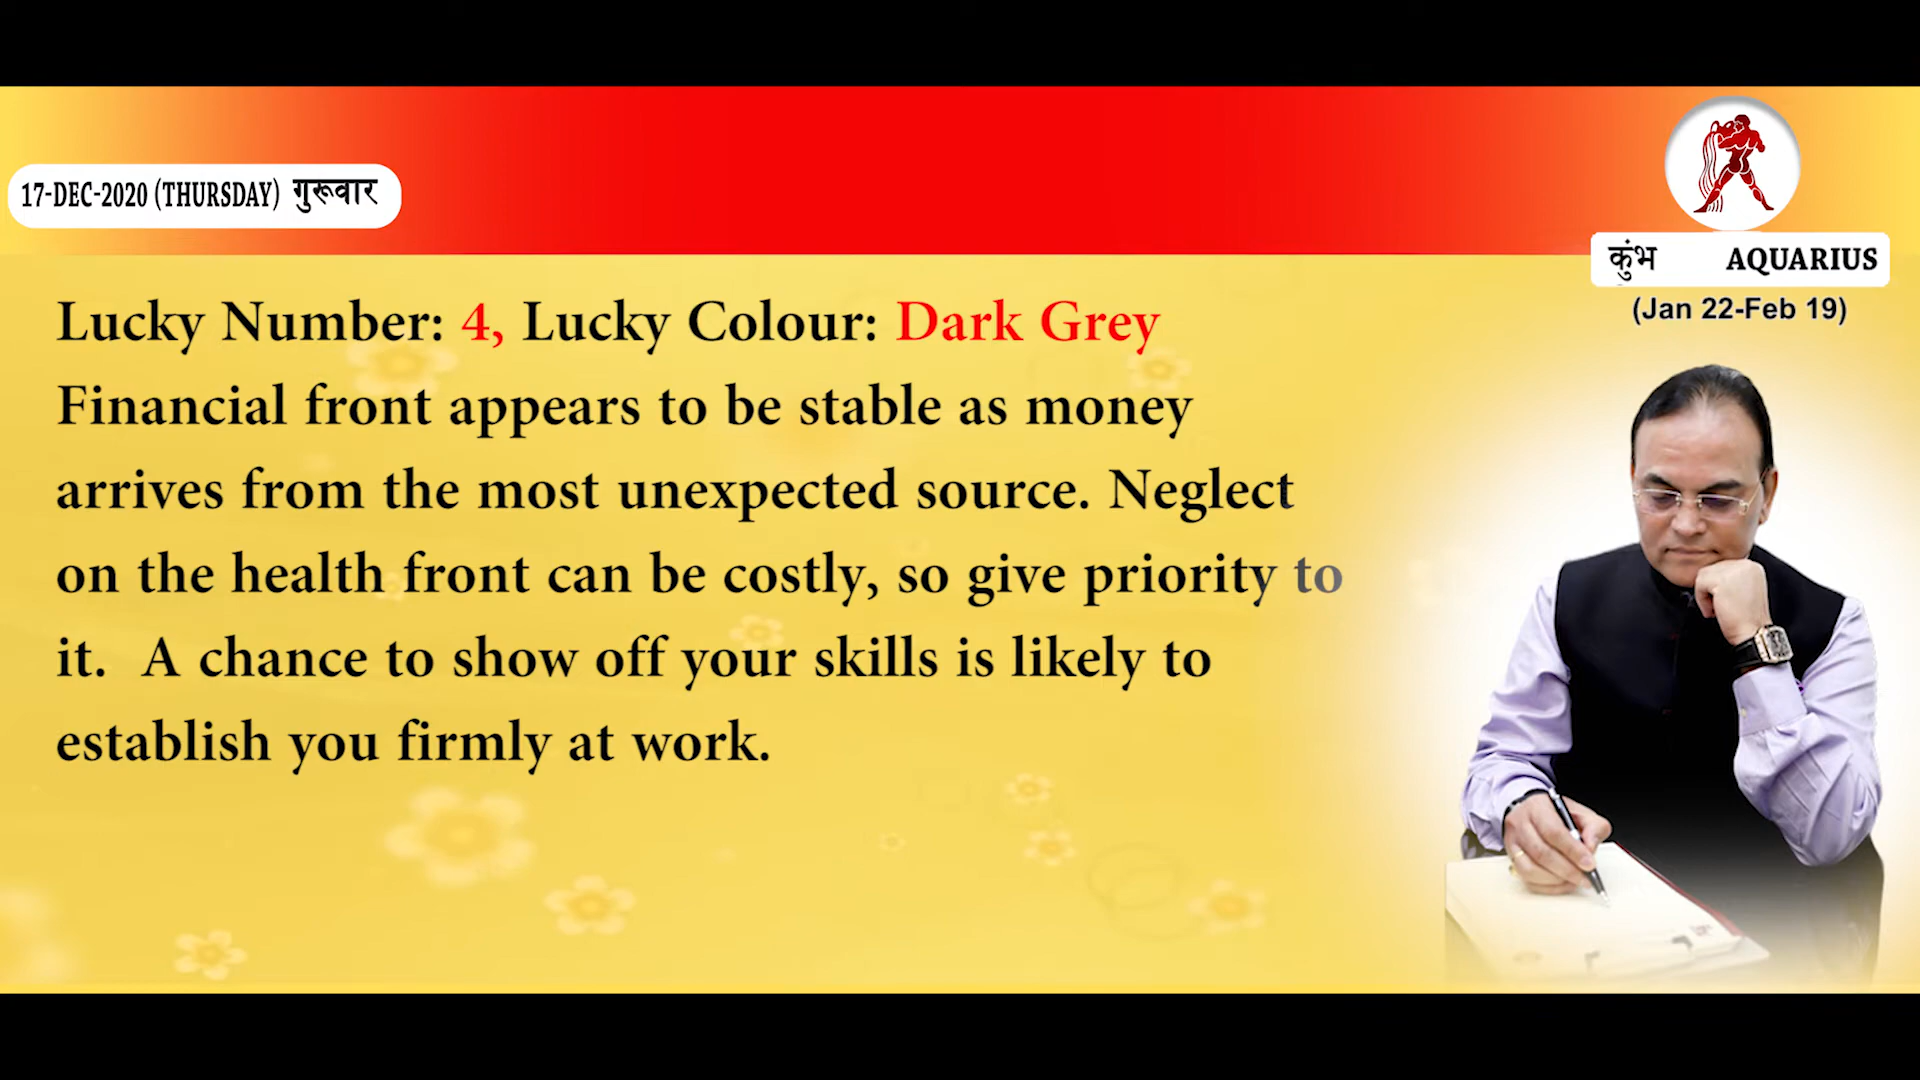 17-DEC-2020 (THURSDAY) गुरूवार
कुंभ AQUARIUS
(Jan 22-Feb 19)
Lucky Number: 4, Lucky Colour: Dark Grey
Financial front appears to be stable as money
arrives from the most unexpected source. Neglect
on the health front can be costly, so give priority to
it.  A chance to show off your skills is likely to
establish you firmly at work.